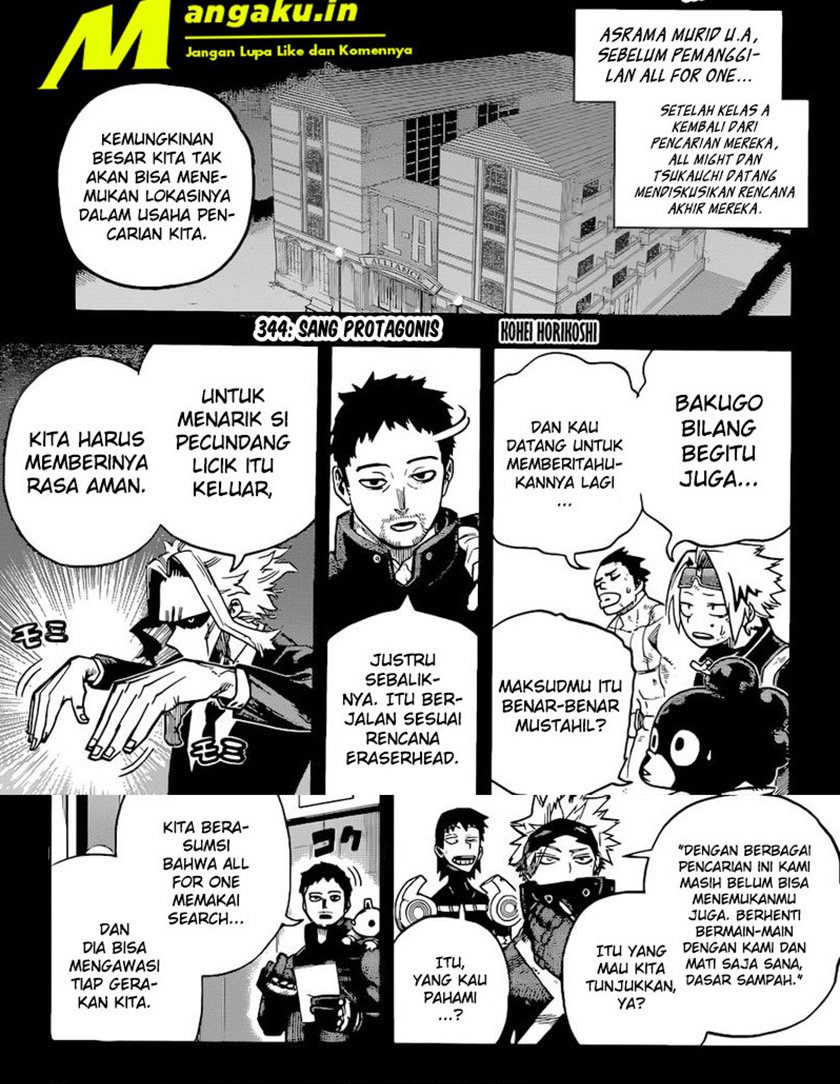 Mangaku.in
Jangan Lupa Like dan Komennya
ASRAMA MURID U.A,
SEBELUM PEMANGGI-
LAN ALL FOR ONE...
SETELAH KELAS A
KEMBALI DARI
PENCARIAN MEREKA,
ALL MIGHT DAN
TSUKAUCHI DATANG
MENDISKUSIKAN RENCANA
AKHIR MEREKA.
KEMUNGKINAN
BESAR KITA TAK
AKAN BISA MENE-
MUKAN LOKASINYA
DALAM USAHA PEN-
CARIAN KITA.
1-A
ALLIANCE
344: SANG PROTAGONIS
KOHEI HORIKOSHI
UNTUK
MENARIK SI
PECUNDANG
LICIK ITU
KELUAR,
KITA HARUS
MEMBERINYA
RASA AMAN.
モミ
モミ
JUSTRU
SEBALIK-
NYA. ITU BER-
JALAN SESUAI
RENCANA
ERASERHEAD.
BAKUGO
BILANG
BEGITU
JUGA...
DAN KAU
DATANG UNTUK
MEMBERITAHU-
KANNYA LAGI
...
MAKSUDMU ITU
BENAR-BENAR
MUSTAHIL?
KITA BERA-
SUMSI
BAHWA ALL
FOR ONE
MEMAKAI
SEARCH...
DAN
DIA BISA
MENGAWASI
TIAP GERA-
KAN KITA.
コク
"DENGAN BERBAGAI
PENCARIAN INI KAMI
MASIH BELUM BISA
MENEMUKANMU
JUGA. BERHENTI
BERMAIN-MAIN
DENGAN KAMI DAN
MATI SAJA SANA,
DASAR SAMPAH."
ITU YANG
MAU KITA
TUNJUKKAN,
YA?
ITU,
YANG KAU
PAHAMI
...?